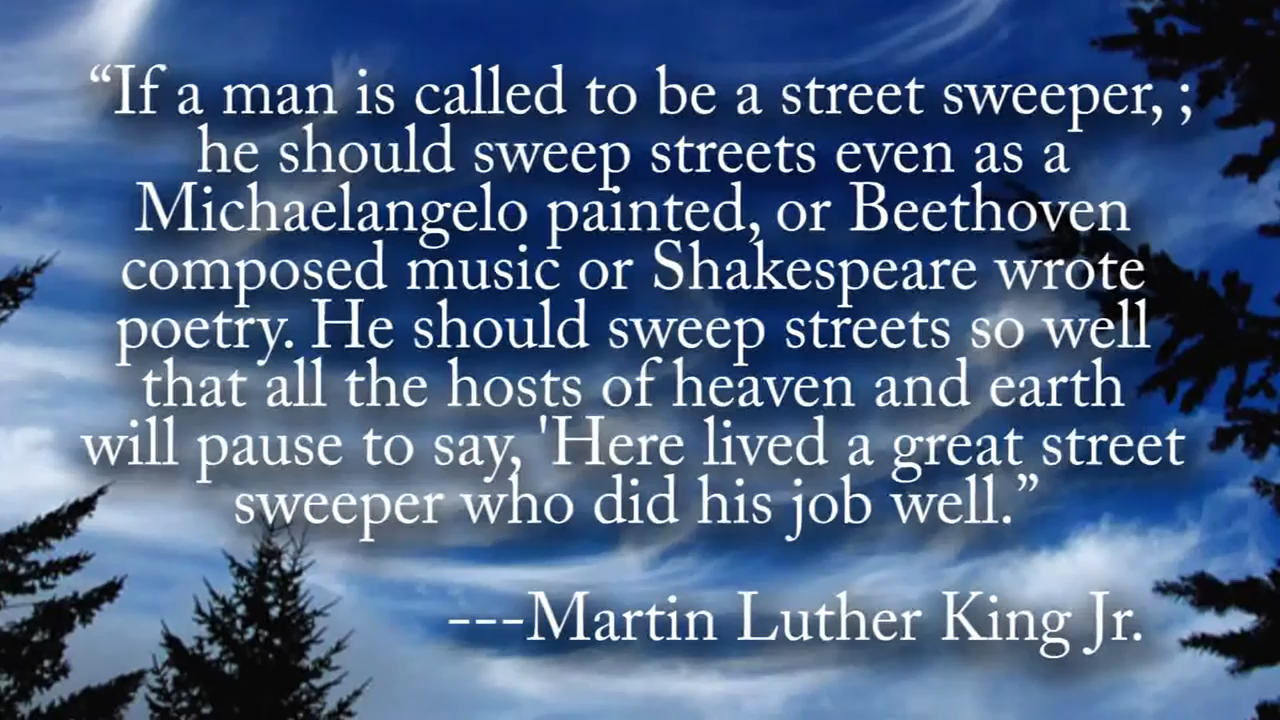 “If a man is called to be a street sweeper, ;
he should sweep streets even as a
Michaelangelo painted, or Beethoven
composed music or Shakespeare wrote
poetry. He should sweep streets so well
that all the hosts of heaven and earth
will pause to say, 'Here lived a great street
sweeper who did his job well.”
---Martin Luther King Jr.